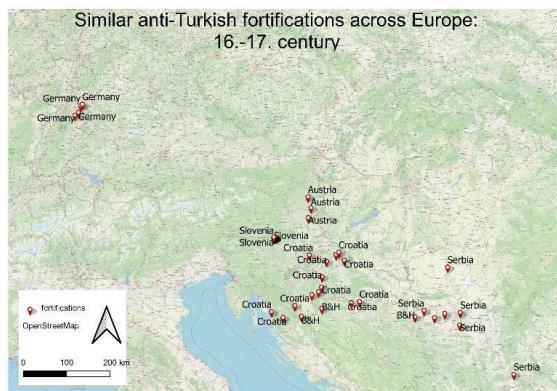 Similar anti-Turkish fortifications across Europe:
16.-17. century
Germany Germany
Germany Germany
Austria
Austria
Austria
Slovenia
Slovenia
Slovenia
Croatia
Croatia
Croatia
Croatia
Serbia
Croatia
Croatia
Croatia
Croatia
B&H
Croatia
Croatia
B&H
Serbia
Serbia
B&H
Serbia
Serbia
fortifications
OpenStreetMap
0 100 200 km